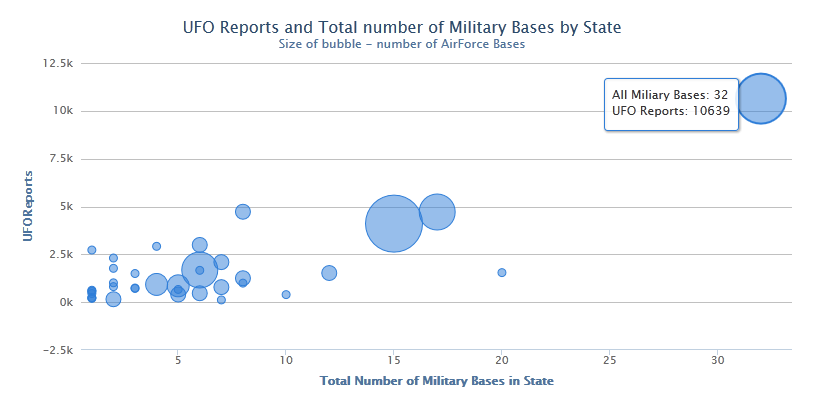 UFO Reports and Total number of Military Bases by State
Size of bubble - number of AirForce Bases
12.5k
10k
7.5k
5k
2.5k
0k
-2.5k
UFOReports
All Miliary Bases: 32
UFO Reports: 10639
5 10 15 20 25 30
Total Number of Military Bases in State